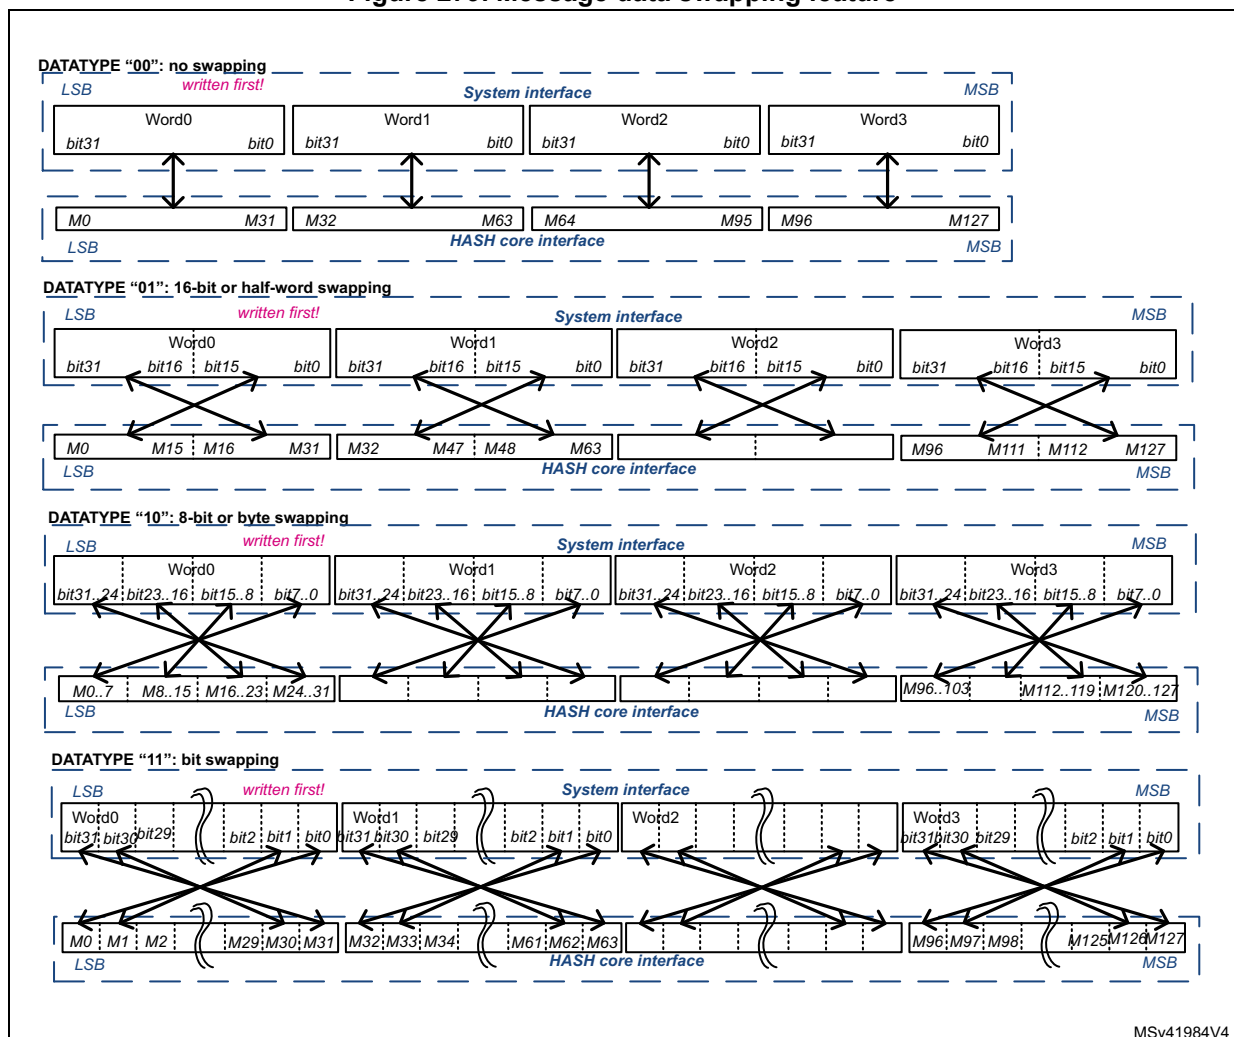 Figure 276. Message data swapping feature
DATATYPE “00”: no swapping
LSB written first! System interface MSB
Word0 Word1 Word2 Word3
bit31 bit0 bit31 bit0 bit31 bit0 bit31 bit0
M0 M31 M32 M63 M64 M95 M96 M127
LSB HASH core interface MSB
DATATYPE “01”: 16-bit or half-word swapping
LSB written first! System interface MSB
Word0 Word1 Word2 Word3
bit31 bit16 bit15 bit0 bit31 bit16 bit15 bit0 bit31 bit16 bit15 bit0 bit31 bit16 bit15 bit0
M0 M15 M16 M31 M32 M47 M48 M63 M96 M111 M112 M127
LSB HASH core interface MSB
DATATYPE “10”: 8-bit or byte swapping
LSB written first! System interface MSB
Word0 Word1 Word2 Word3
bit31..24 bit23..16 bit15..8 bit7..0 bit31..24 bit23..16 bit15..8 bit7..0 bit31..24 bit23..16 bit15..8 bit7..0 bit31..24 bit23..16 bit15..8 bit7..0
M0..7 M8..15 M16..23 M24..31 M96..103 M112..119 M120..127
LSB HASH core interface MSB
DATATYPE “11”: bit swapping
LSB written first! System interface MSB
Word0 Word1 Word2 Word3
bit31 bit30 bit29 bit2 bit1 bit0 bit31 bit30 bit29 bit2 bit1 bit0 bit31 bit30 bit29 bit2 bit1 bit0
M0 M1 M2 M29 M30 M31 M32 M33 M34 M61 M62 M63 M96 M97 M98 M125 M126 M127
LSB HASH core interface MSB
MSv41984V4